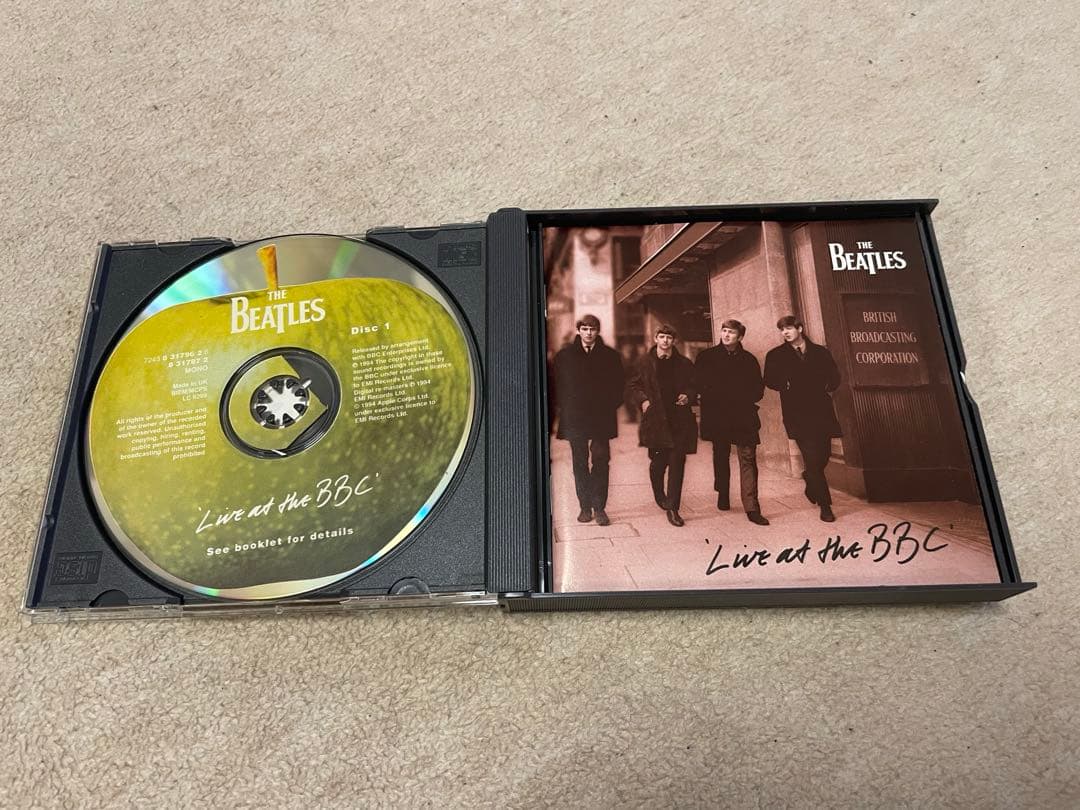 THE
BEATLES
Disc 1
7243 8 31796 2 6
8 31797 2
MONO
Made in UK
BIEM/MCPS
LC 0299
All rights of the producer and
of the owner of the recorded
work reserved. Unauthorised
copying, hiring, renting,
public performance and
broadcasting of this record
prohibited
Released by arrangement
with BBC Enterprises Ltd.
℗ 1994 The copyright in these
sound recordings is owned by
the BBC under exclusive licence
to EMI Records Ltd.
Digital re-masters ℗ 1994
EMI Records Ltd.
© 1994 Apple Corps Ltd.
under exclusive licence to
EMI Records Ltd.
'Live at the BBC'
See booklet for details
THE
BEATLES
BRITISH
BROADCASTING
CORPORATION
'Live at the BBC'